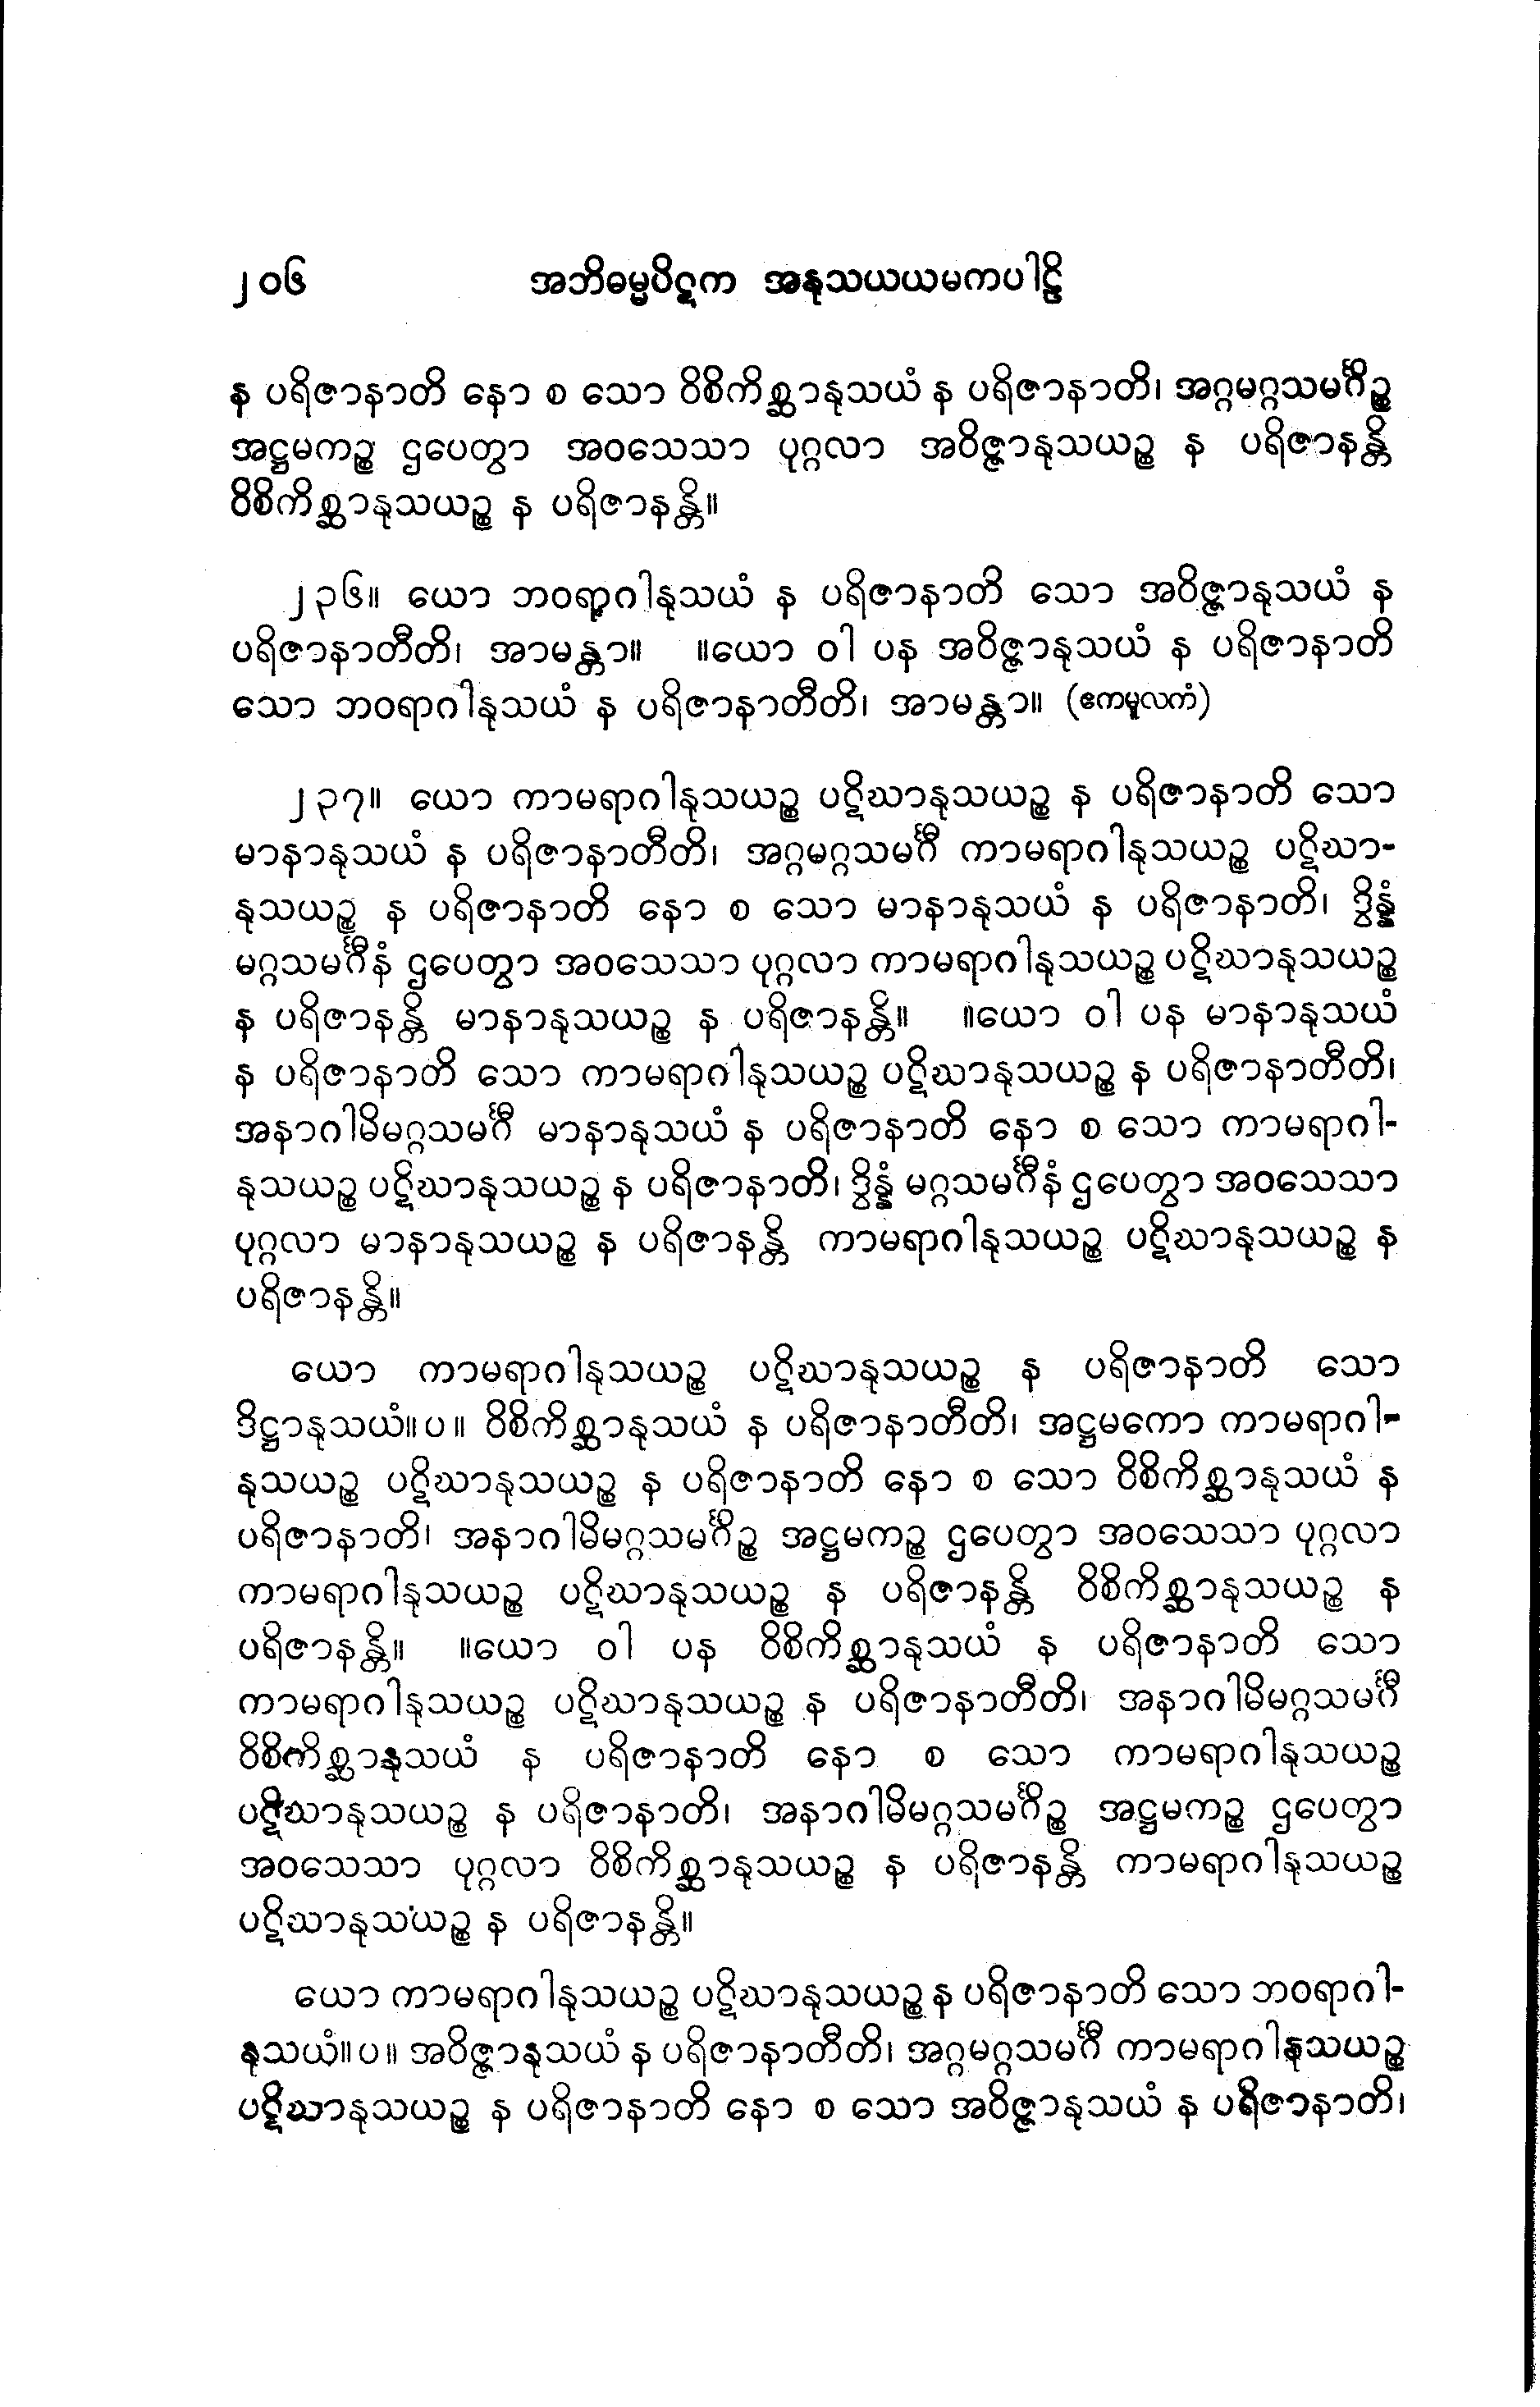 ၂၀၆ အဘိဓမ္မပိဋက အနုသယယမကပါဠိ
န ပရိဇာနာတိ နော စ သော ဝိစိကိစ္ဆာနုသယံ န ပရိဇာနာတိ၊ အဂ္ဂမဂ္ဂသမင်္ဂိဉ္စ
အဋ္ဌမကဉ္စ ဌပေတွာ အဝသေသာ ပုဂ္ဂလာ အဝိဇ္ဇာနုသယဉ္စ န ပရိဇာနန္တိ
ဝိစိကိစ္ဆာနုသယဉ္စ န ပရိဇာနန္တိ။
၂၃၆။ ယော ဘဝရာဂါနုသယံ န ပရိဇာနာတိ သော အဝိဇ္ဇာနုသယံ န
ပရိဇာနာတီတိ၊ အာမန္တာ။ ။ယော ဝါ ပန အဝိဇ္ဇာနုသယံ န ပရိဇာနာတိ
သော ဘဝရာဂါနုသယံ န ပရိဇာနာတီတိ၊ အာမန္တာ။ (ဧကမူလကံ)
၂၃၇။ ယော ကာမရာဂါနုသယဉ္စ ပဋိဃာနုသယဉ္စ န ပရိဇာနာတိ သော
မာနာနုသယံ န ပရိဇာနာတီတိ၊ အဂ္ဂမဂ္ဂသမင်္ဂီ ကာမရာဂါနုသယဉ္စ ပဋိဃာ-
နုသယဉ္စ န ပရိဇာနာတိ နော စ သော မာနာနုသယံ န ပရိဇာနာတိ၊ ဒွိန္နံ
မဂ္ဂသမင်္ဂီနံ ဌပေတွာ အဝသေသာ ပုဂ္ဂလာ ကာမရာဂါနုသယဉ္စ ပဋိဃာနုသယဉ္စ
န ပရိဇာနန္တိ မာနာနုသယဉ္စ န ပရိဇာနန္တိ။ ။ယော ဝါ ပန မာနာနုသယံ
န ပရိဇာနာတိ သော ကာမရာဂါနုသယဉ္စ ပဋိဃာနုသယဉ္စ န ပရိဇာနာတီတိ၊
အနာဂါမိမဂ္ဂသမင်္ဂီ မာနာနုသယံ န ပရိဇာနာတိ နော စ သော ကာမရာဂါ-
နုသယဉ္စ ပဋိဃာနုသယဉ္စ န ပရိဇာနာတိ၊ ဒွိန္နံ မဂ္ဂသမင်္ဂီနံ ဌပေတွာ အဝသေသာ
ပုဂ္ဂလာ မာနာနုသယဉ္စ န ပရိဇာနန္တိ ကာမရာဂါနုသယဉ္စ ပဋိဃာနုသယဉ္စ န
ပရိဇာနန္တိ။
ယော ကာမရာဂါနုသယဉ္စ ပဋိဃာနုသယဉ္စ န ပရိဇာနာတိ သော
ဒိဋ္ဌာနုသယံ။ပ။ ဝိစိကိစ္ဆာနုသယံ န ပရိဇာနာတီတိ၊ အဋ္ဌမကော ကာမရာဂါ-
နုသယဉ္စ ပဋိဃာနုသယဉ္စ န ပရိဇာနာတိ နော စ သော ဝိစိကိစ္ဆာနုသယံ န
ပရိဇာနာတိ၊ အနာဂါမိမဂ္ဂသမင်္ဂိဉ္စ အဋ္ဌမကဉ္စ ဌပေတွာ အဝသေသာ ပုဂ္ဂလာ
ကာမရာဂါနုသယဉ္စ ပဋိဃာနုသယဉ္စ န ပရိဇာနန္တိ ဝိစိကိစ္ဆာနုသယဉ္စ န
ပရိဇာနန္တိ။ ။ယော ဝါ ပန ဝိစိကိစ္ဆာနုသယံ န ပရိဇာနာတိ သော
ကာမရာဂါနုသယဉ္စ ပဋိဃာနုသယဉ္စ န ပရိဇာနာတီတိ၊ အနာဂါမိမဂ္ဂသမင်္ဂီ
ဝိစိကိစ္ဆာနုသယံ န ပရိဇာနာတိ နော စ သော ကာမရာဂါနုသယဉ္စ
ပဋိဃာနုသယဉ္စ န ပရိဇာနာတိ၊ အနာဂါမိမဂ္ဂသမင်္ဂိဉ္စ အဋ္ဌမကဉ္စ ဌပေတွာ
အဝသေသာ ပုဂ္ဂလာ ဝိစိကိစ္ဆာနုသယဉ္စ န ပရိဇာနန္တိ ကာမရာဂါနုသယဉ္စ
ပဋိဃာနုသယဉ္စ န ပရိဇာနန္တိ။
ယော ကာမရာဂါနုသယဉ္စ ပဋိဃာနုသယဉ္စ န ပရိဇာနာတိ သော ဘဝရာဂါ-
နုသယံ။ပ။ အဝိဇ္ဇာနုသယံ န ပရိဇာနာတီတိ၊ အဂ္ဂမဂ္ဂသမင်္ဂီ ကာမရာဂါနုသယဉ္စ
ပဋိဃာနုသယဉ္စ န ပရိဇာနာတိ နော စ သော အဝိဇ္ဇာနုသယံ န ပရိဇာနာတိ၊